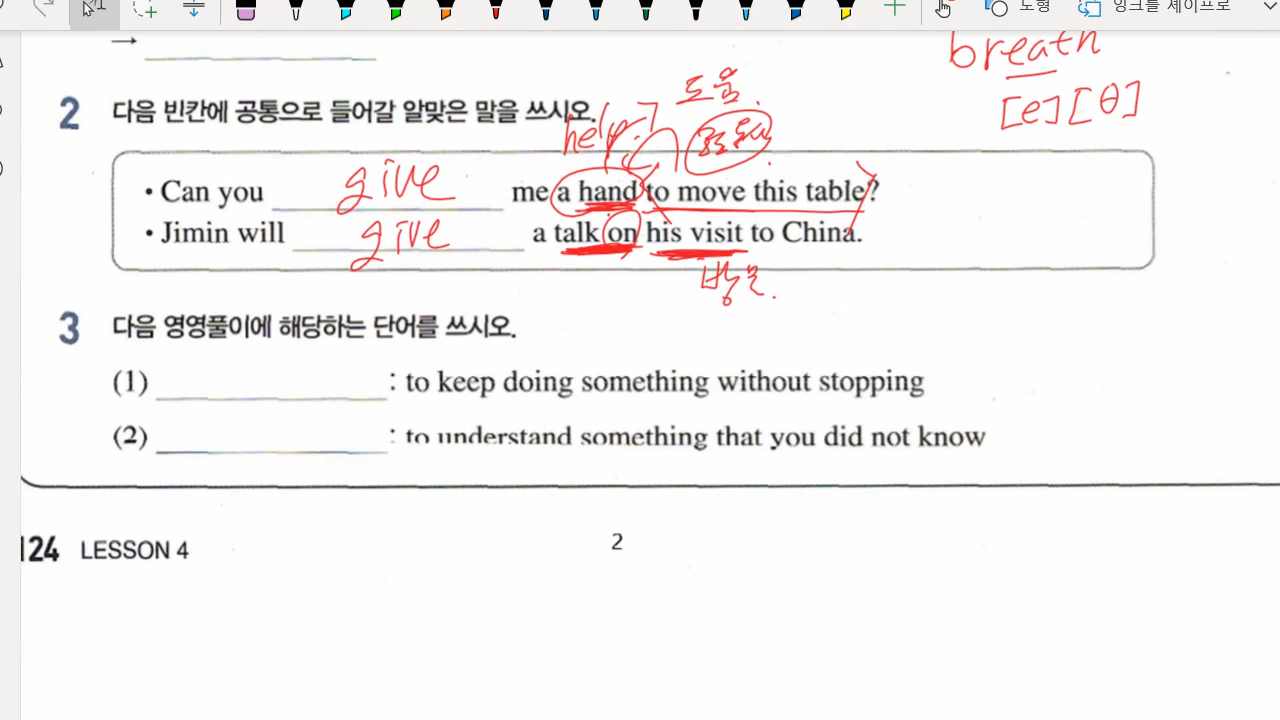 도형 잉크를 셰이프로
→
breath
[e][θ]
2 다음 빈칸에 공통으로 들어갈 알맞은 말을 쓰시오.
도움.
help
• Can you give me a hand to move this table?
• Jimin will give a talk on his visit to China.
방문.
3 다음 영영풀이에 해당하는 단어를 쓰시오.
(1) : to keep doing something without stopping
(2) : to understand something that you did not know
124 LESSON 4
2